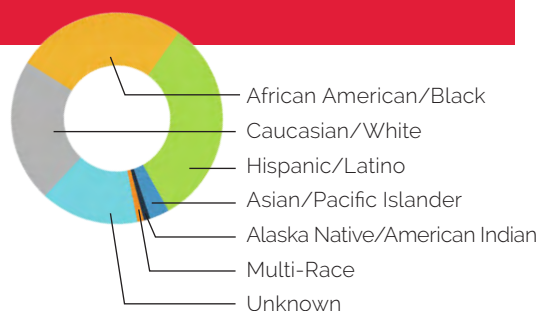 African American/Black
Caucasian/White
Hispanic/Latino
Asian/Pacific Islander
Alaska Native/American Indian
Multi-Race
Unknown